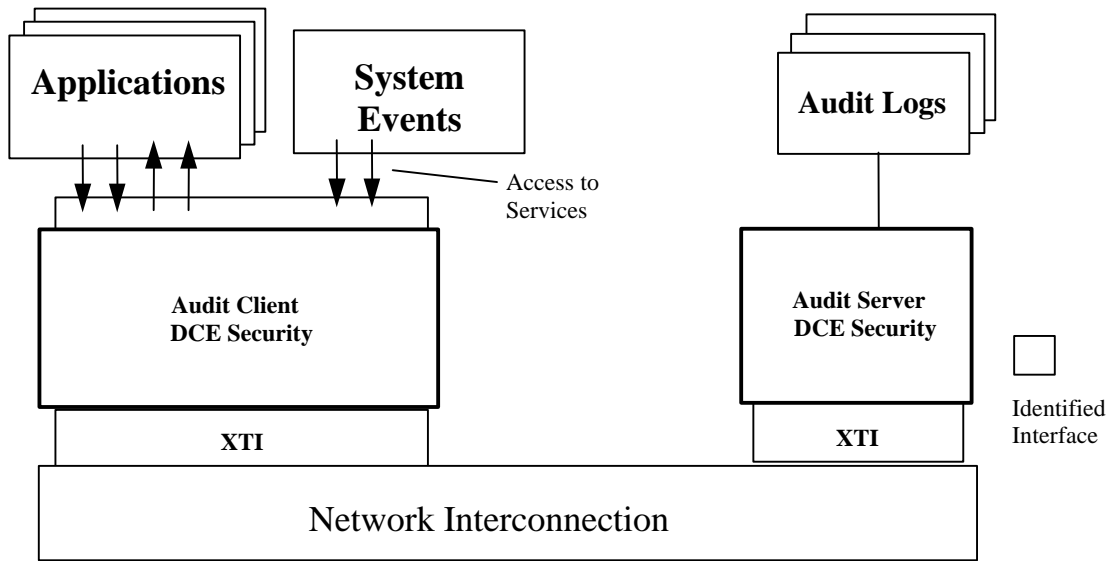 Applications
System
Events
Audit Logs
Access to
Services
Audit Client
DCE Security
Audit Server
DCE Security
Identified
Interface
XTI
XTI
Network Interconnection